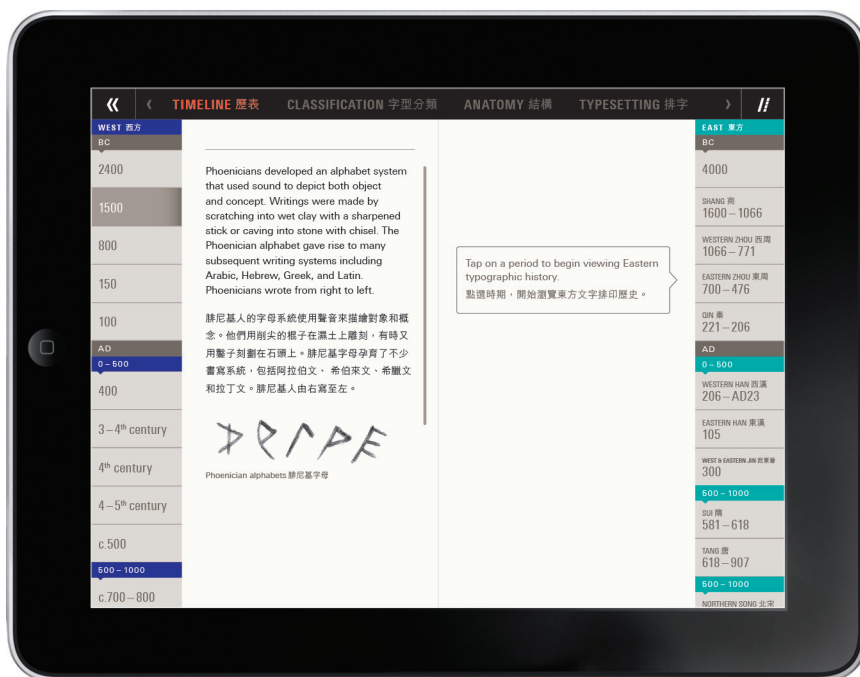 TIMELINE 歷表
CLASSIFICATION 字型分類
ANATOMY 結構
TYPESETTING 排字
WEST 西方
BC
2400
1500
800
150
100
AD
0–500
400
3–4th century
4th century
4–5th century
c.500
500–1000
c.700–800
Phoenicians developed an alphabet system
that used sound to depict both object
and concept. Writings were made by
scratching into wet clay with a sharpened
stick or caving into stone with chisel. The
Phoenician alphabet gave rise to many
subsequent writing systems including
Arabic, Hebrew, Greek, and Latin.
Phoenicians wrote from right to left.
腓尼基人的字母系統使用聲音來描繪對象和概
念。他們用削尖的棍子在濕土上雕刻，有時又
用鑿子刻劃在石頭上。腓尼基字母孕育了不少
書寫系統，包括阿拉伯文、 希伯來文、希臘文
和拉丁文。腓尼基人由右寫至左。
Phoenician alphabets 腓尼基字母
Tap on a period to begin viewing Eastern
typographic history.
點選時期，開始瀏覽東方文字排印歷史。
EAST 東方
BC
4000
SHANG 商
1600–1066
WESTERN ZHOU 西周
1066–771
EASTERN ZHOU 東周
700–476
QIN 秦
221–206
AD
0–500
WESTERN HAN 西漢
206–AD23
EASTERN HAN 東漢
105
WEST & EASTERN JIN 西東晉
300
500–1000
SUI 隋
581–618
TANG 唐
618–907
500–1000
NORTHERN SONG 北宋